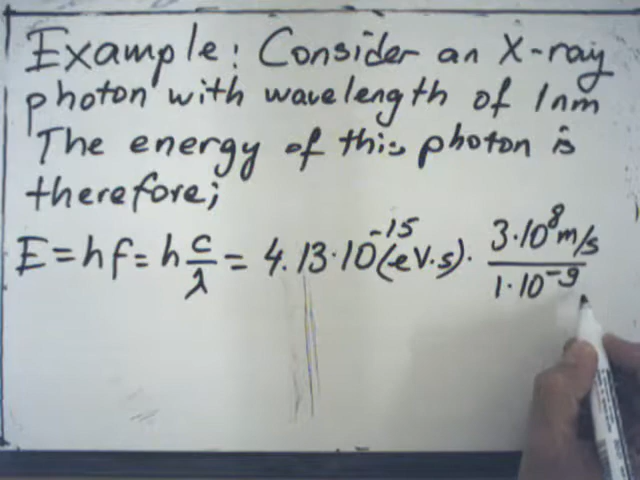 Example: Consider an X-ray
photon with wavelength of 1nm
The energy of this photon is
therefore;
E = hf = h c/λ = 4.13·10^-15 (eV·s) · 3·10^8 m/s / 1·10^-9